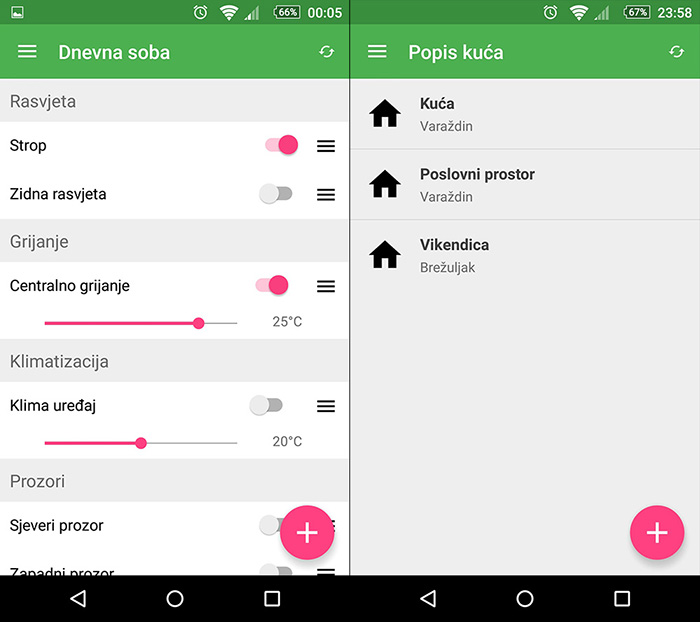 66% 00:05
Dnevna soba
Rasvjeta
Strop
Zidna rasvjeta
Grijanje
Centralno grijanje
25°C
Klimatizacija
Klima uređaj
20°C
Prozori
Sjeveri prozor
Zapadni prozor
67% 23:58
Popis kuća
Kuća
Varaždin
Poslovni prostor
Varaždin
Vikendica
Brežuljak